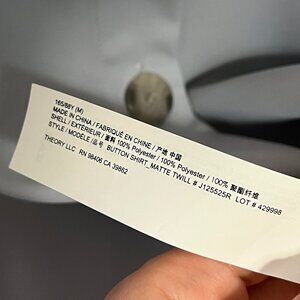 165/88Y (M)
MADE IN CHINA / FABRIQUÉ EN CHINE / 产地 中国
SHELL / EXTERIEUR / 面料 100% Polyester / 100% Polyester / 100% 聚酯纤维
STYLE / MODELE / 品号 BUTTON SHIRT_MATTE TWILL # J125525R LOT # 429998
THEORY LLC RN 98406 CA 39862